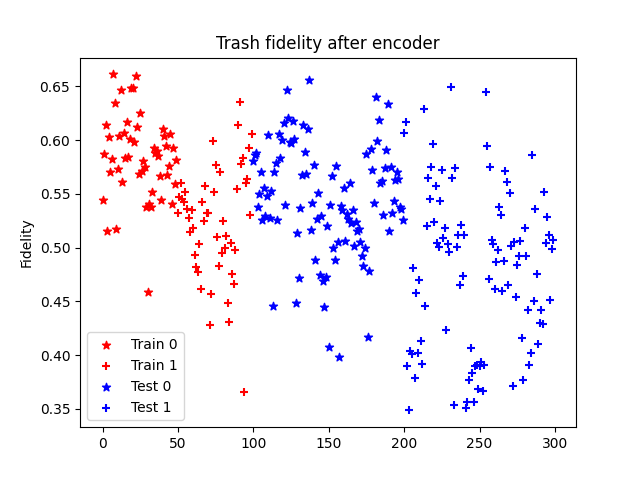 Trash fidelity after encoder
0.65
0.60
0.55
0.50
0.45
0.40
0.35
Fidelity
Train 0
Train 1
Test 0
Test 1
0 50 100 150 200 250 300